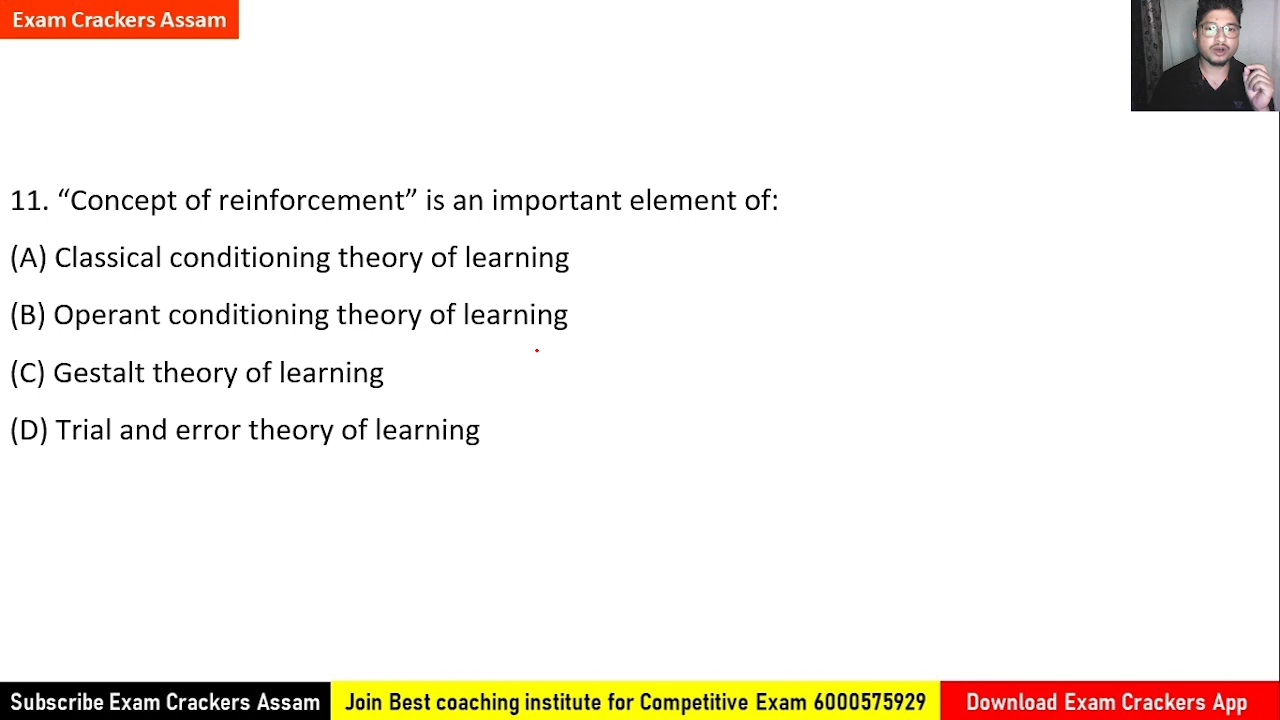 Exam Crackers Assam
11. “Concept of reinforcement” is an important element of:
(A) Classical conditioning theory of learning
(B) Operant conditioning theory of learning
(C) Gestalt theory of learning
(D) Trial and error theory of learning
Subscribe Exam Crackers Assam
Join Best coaching institute for Competitive Exam 6000575929
Download Exam Crackers App